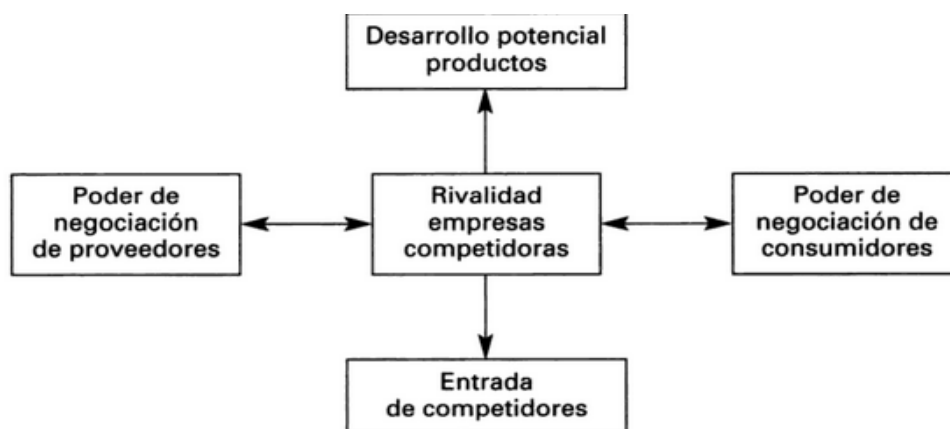 Desarrollo potencial
productos
Poder de
negociación
de proveedores
Rivalidad
empresas
competidoras
Poder de
negociación de
consumidores
Entrada
de competidores